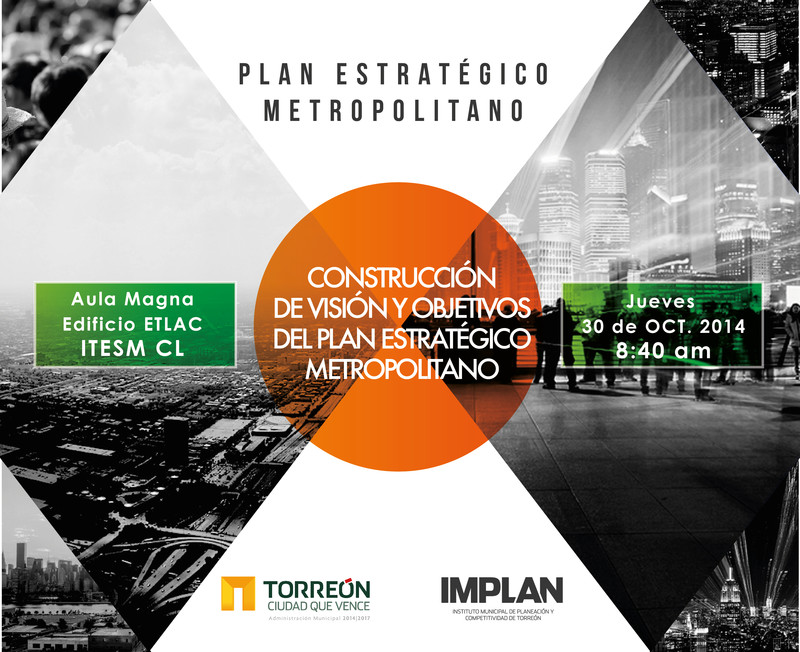 PLAN ESTRATÉGICO
METROPOLITANO
CONSTRUCCIÓN
DE VISIÓN Y OBJETIVOS
DEL PLAN ESTRATÉGICO
METROPOLITANO
Aula Magna
Edificio ETLAC
ITESM CL
Jueves
30 de OCT. 2014
8:40 am
TORREÓN
CIUDAD QUE VENCE
Administración Municipal 2014|2017
IMPLAN
INSTITUTO MUNICIPAL DE PLANEACIÓN Y
COMPETITIVIDAD DE TORREÓN